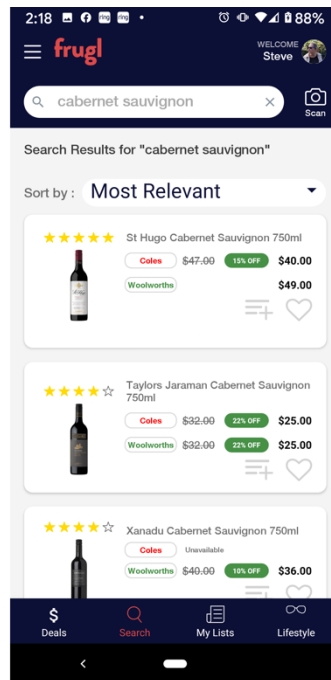 2:18 ring ring • 88%
frugl WELCOME
Steve
cabernet sauvignon ×
Scan
Search Results for "cabernet sauvignon"
Sort by : Most Relevant
★★★★★ St Hugo Cabernet Sauvignon 750ml
Coles $47.00 15% OFF $40.00
Woolworths $49.00
★★★★☆ Taylors Jaraman Cabernet Sauvignon
750ml
Coles $32.00 22% OFF $25.00
Woolworths $32.00 22% OFF $25.00
★★★★☆ Xanadu Cabernet Sauvignon 750ml
Coles Unavailable
Woolworths $40.00 10% OFF $36.00
$
Deals Search My Lists Lifestyle